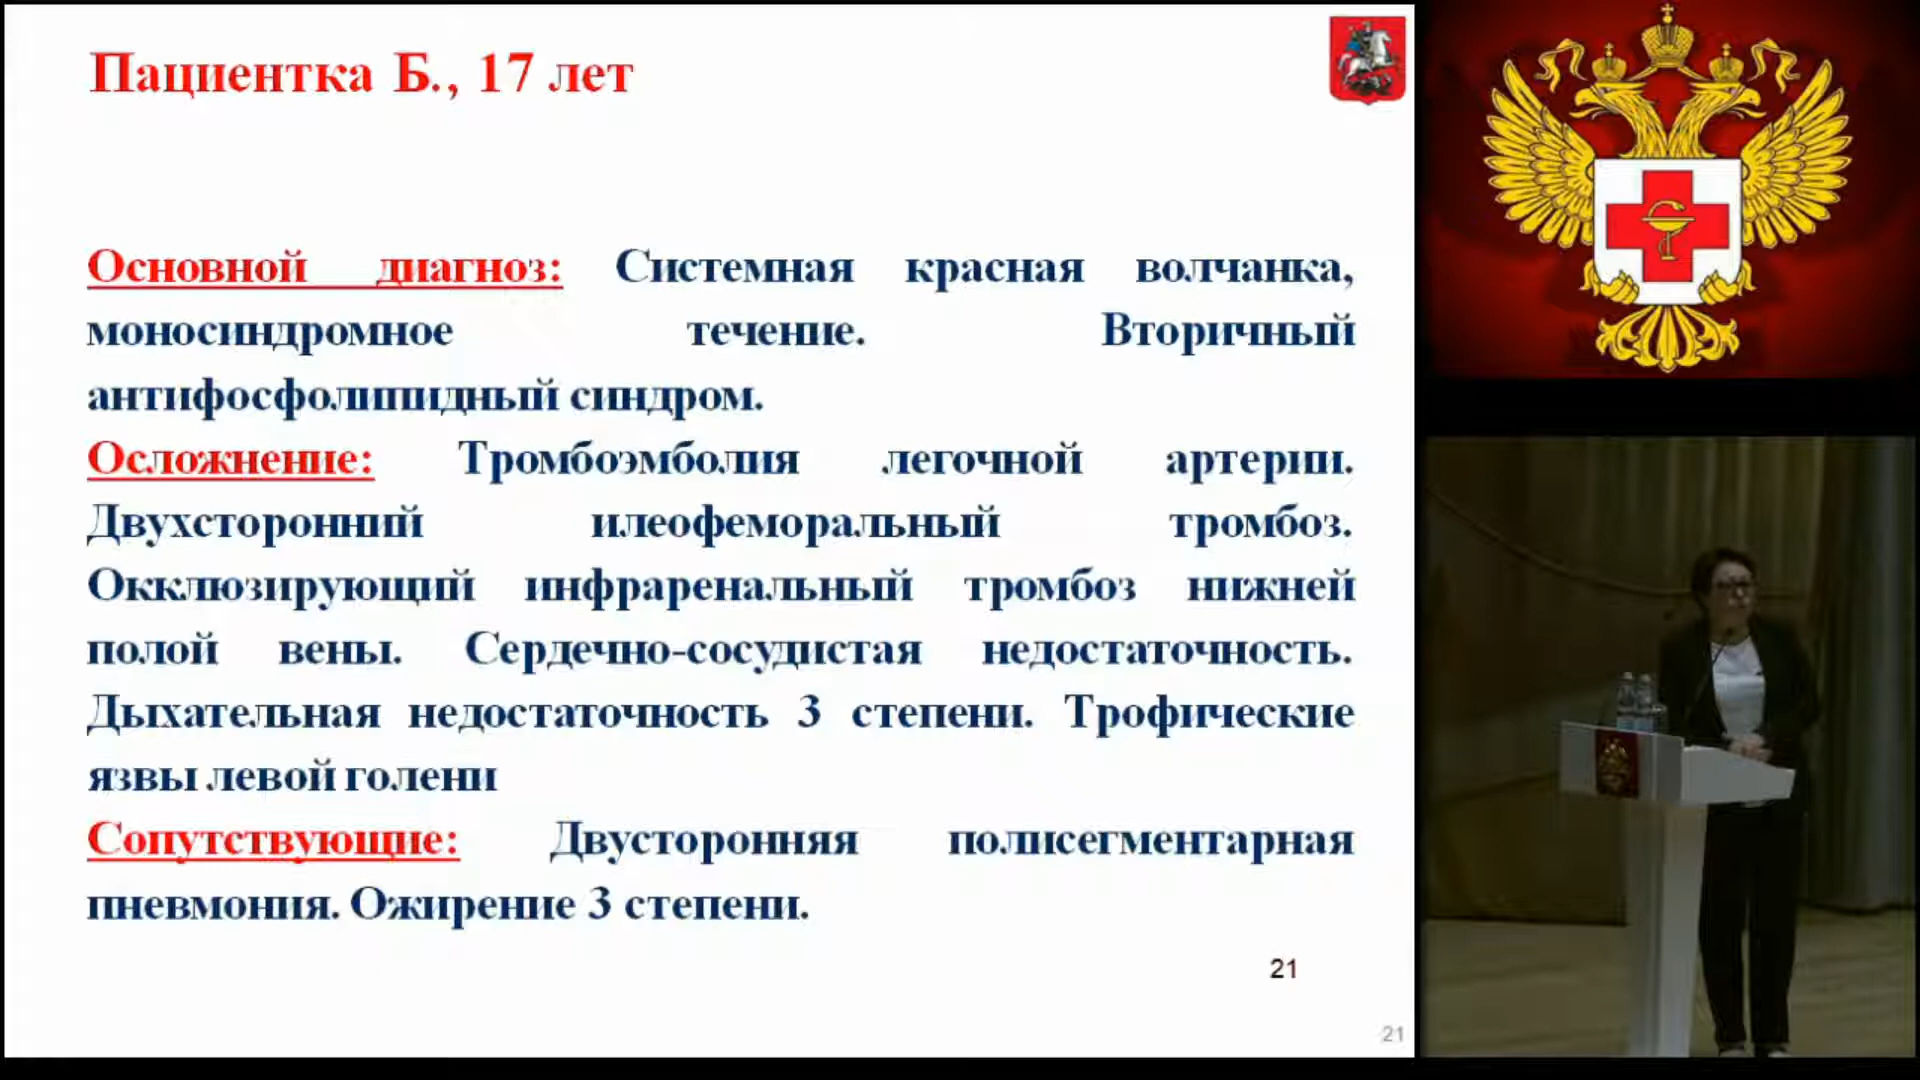 Пациентка Б., 17 лет
Основной диагноз: Системная красная волчанка,
моносиндромное течение. Вторичный
антифосфолипидный синдром.
Осложнение: Тромбоэмболия легочной артерии.
Двухсторонний илеофеморальный тромбоз.
Окклюзирующий инфраренальный тромбоз нижней
полой вены. Сердечно-сосудистая недостаточность.
Дыхательная недостаточность 3 степени. Трофические
язвы левой голени
Сопутствующие: Двусторонняя полисегментарная
пневмония. Ожирение 3 степени.
21
21